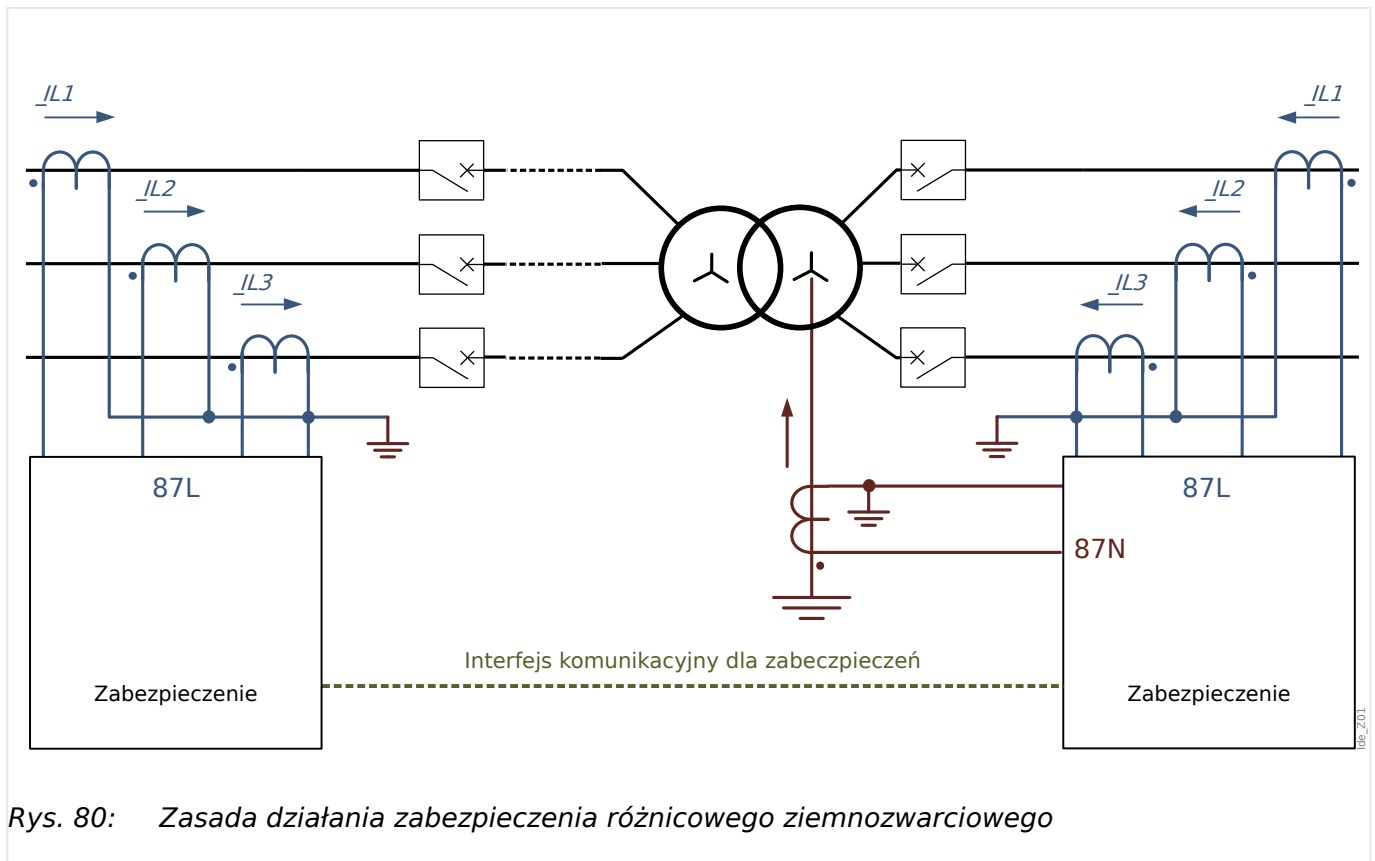 _IL1
_IL1
_IL2
_IL2
_IL3
_IL3
87L
87L
87N
Interfejs komunikacyjny dla zabeczpieczeń
Zabezpieczenie
Zabezpieczenie
Ide_Z01
Rys. 80: Zasada działania zabezpieczenia różnicowego ziemnozwarciowego